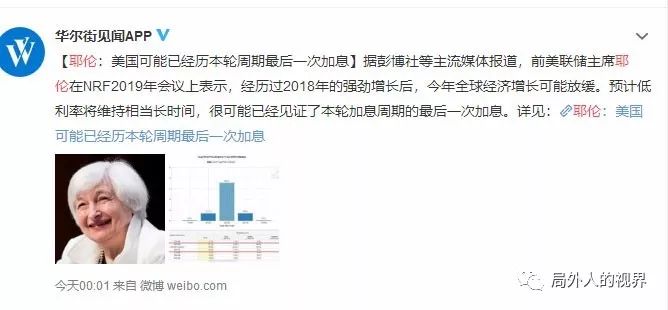 华尔街见闻APP
【耶伦：美国可能已经历本轮周期最后一次加息】据彭博社等主流媒体报道，前美联储主席耶
伦在NRF2019年会议上表示，经历过2018年的强劲增长后，今年全球经济增长可能放缓。预计低
利率将维持相当长时间，很可能已经见证了本轮加息周期的最后一次加息。详见：耶伦：美国
可能已经历本轮周期最后一次加息
今天00:01 来自 微博 weibo.com
局外人的视界